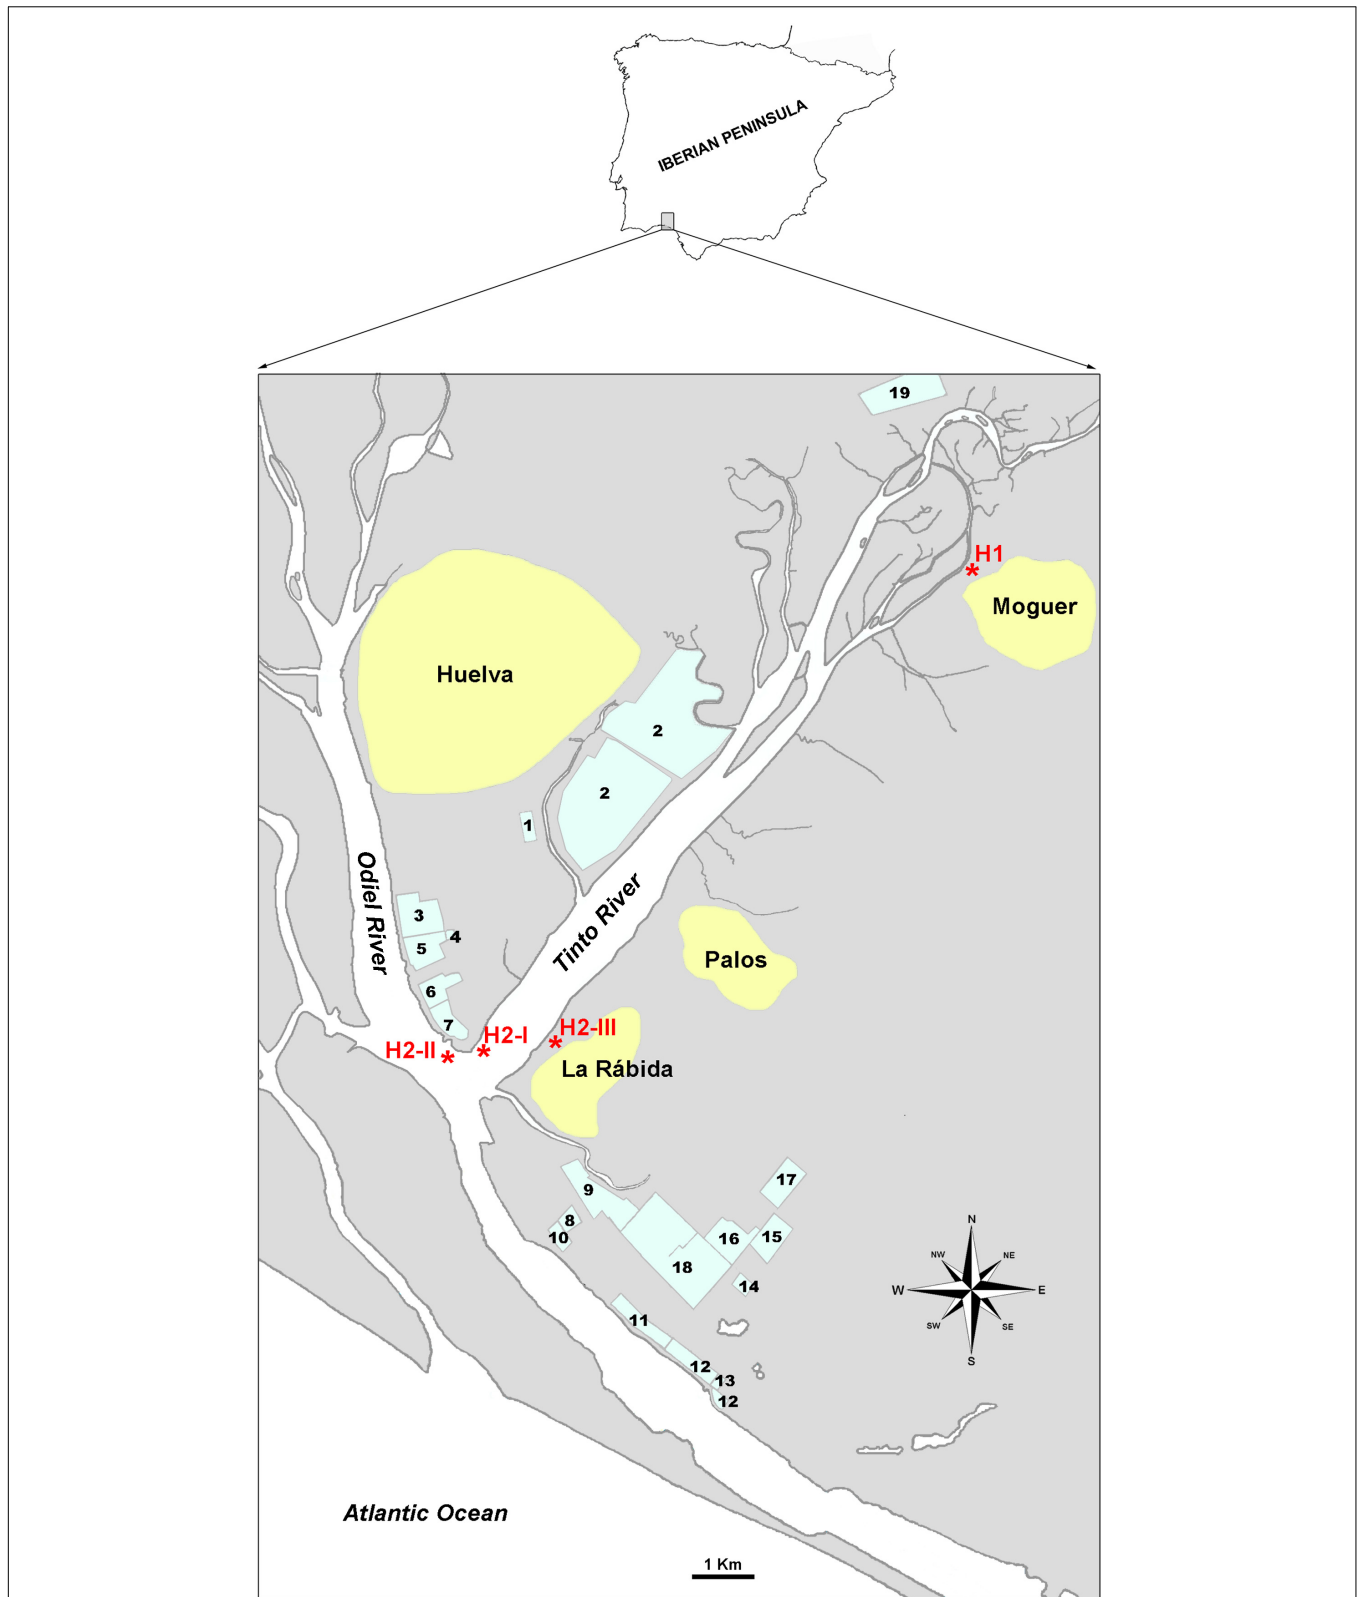 IBERIAN PENINSULA
19
H1
Moguer
Huelva
2
2
1
Odiel River
Tinto River
3
4
5
6
7
Palos
H2-II
H2-I
H2-III
La Rábida
17
9
8
10
16
15
18
14
11
12
13
12
N
NW
NE
W
E
SW
SE
S
Atlantic Ocean
1 Km